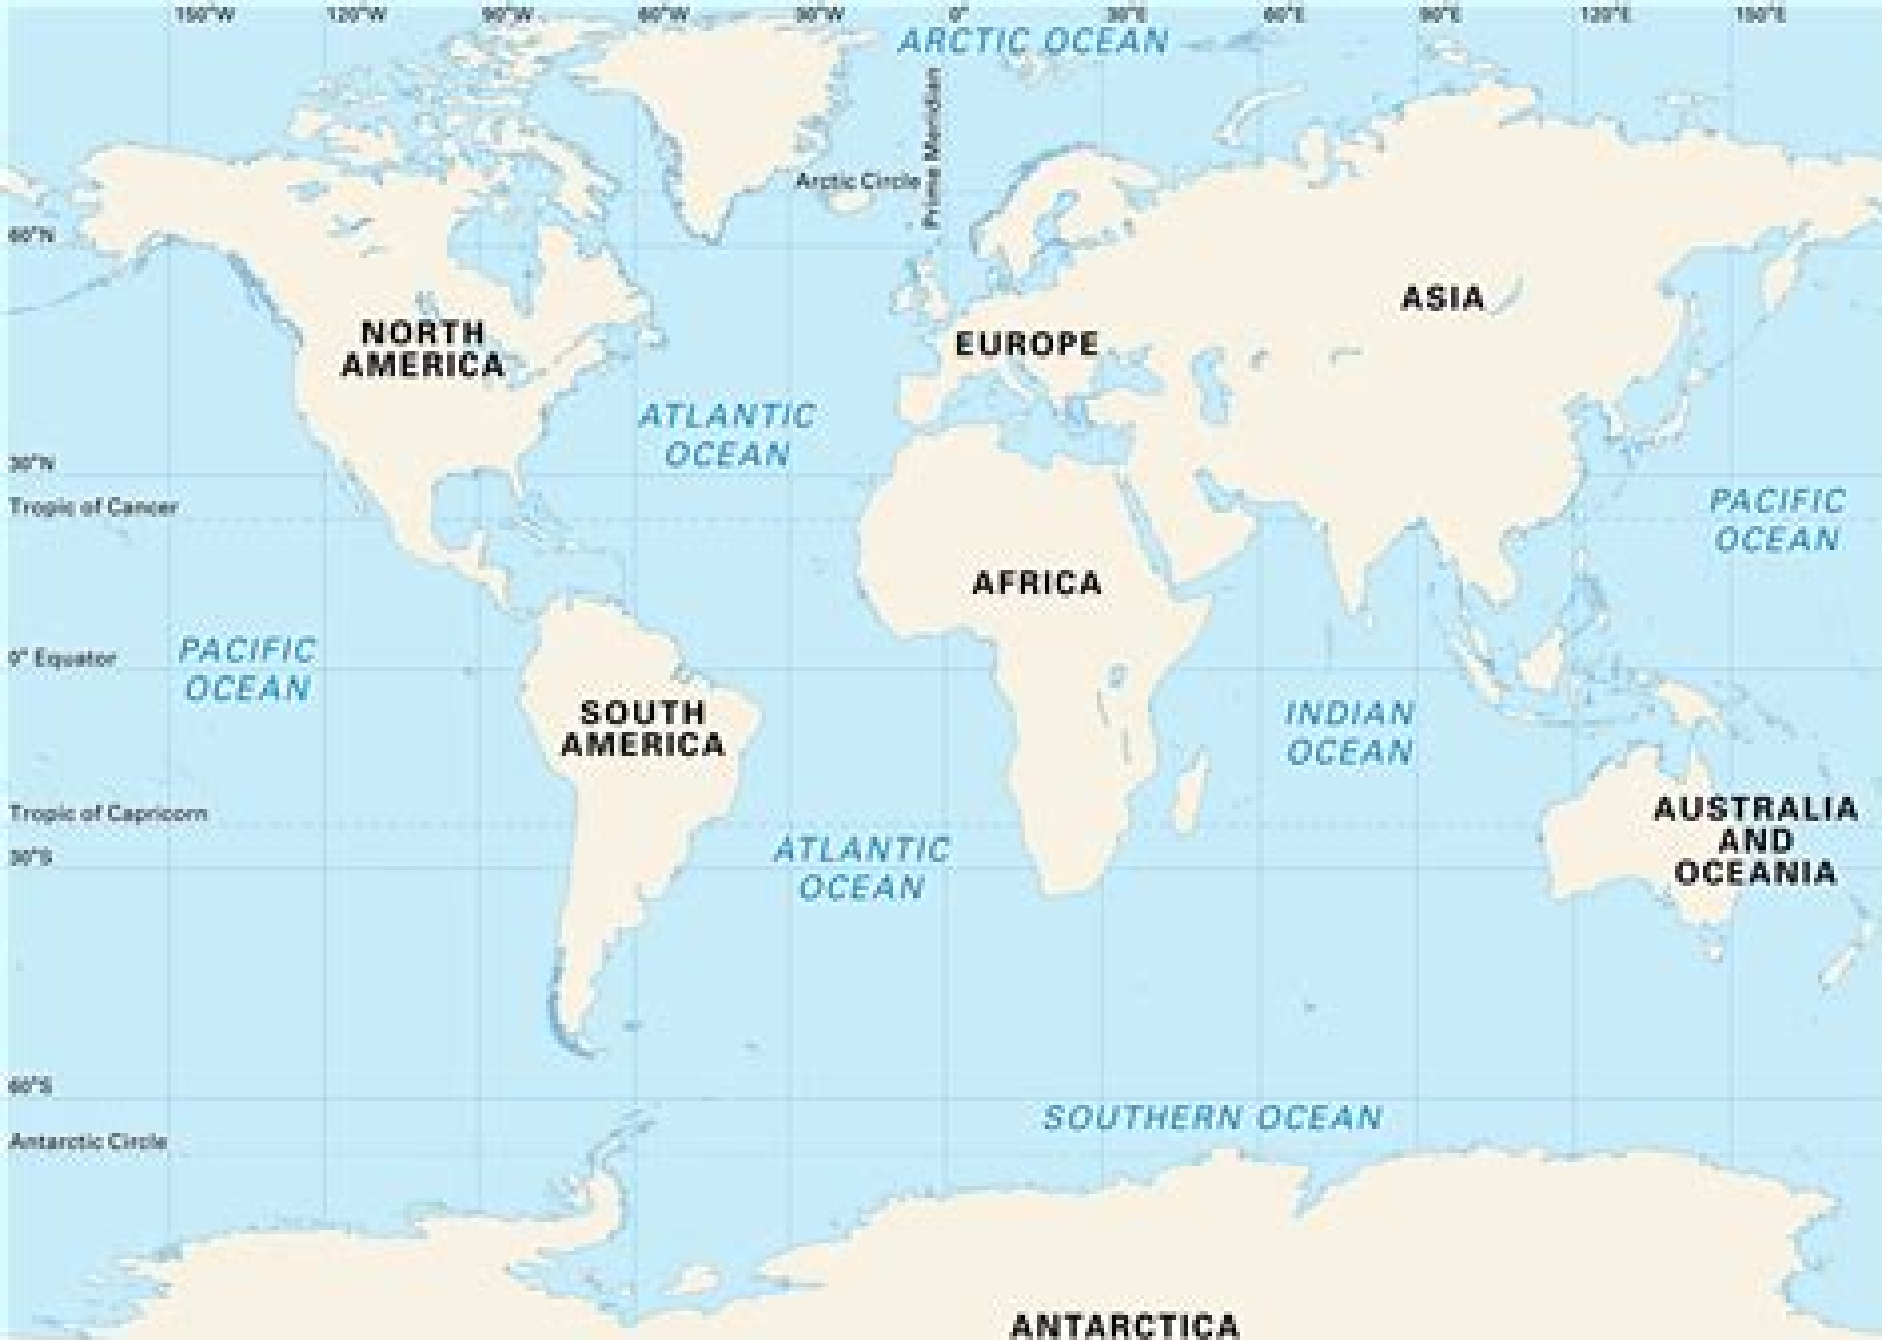 150°W 120°W 90°W 60°W 30°W 0° 30°E 60°E 90°E 120°E 150°E
ARCTIC OCEAN
Prime Meridian
Arctic Circle
60°N
ASIA
NORTH
AMERICA
EUROPE
ATLANTIC
OCEAN
30°N
Tropic of Cancer
PACIFIC
OCEAN
AFRICA
0° Equator
PACIFIC
OCEAN
SOUTH
AMERICA
INDIAN
OCEAN
Tropic of Capricorn
AUSTRALIA
AND
OCEANIA
30°S
ATLANTIC
OCEAN
60°S
SOUTHERN OCEAN
Antarctic Circle
ANTARCTICA